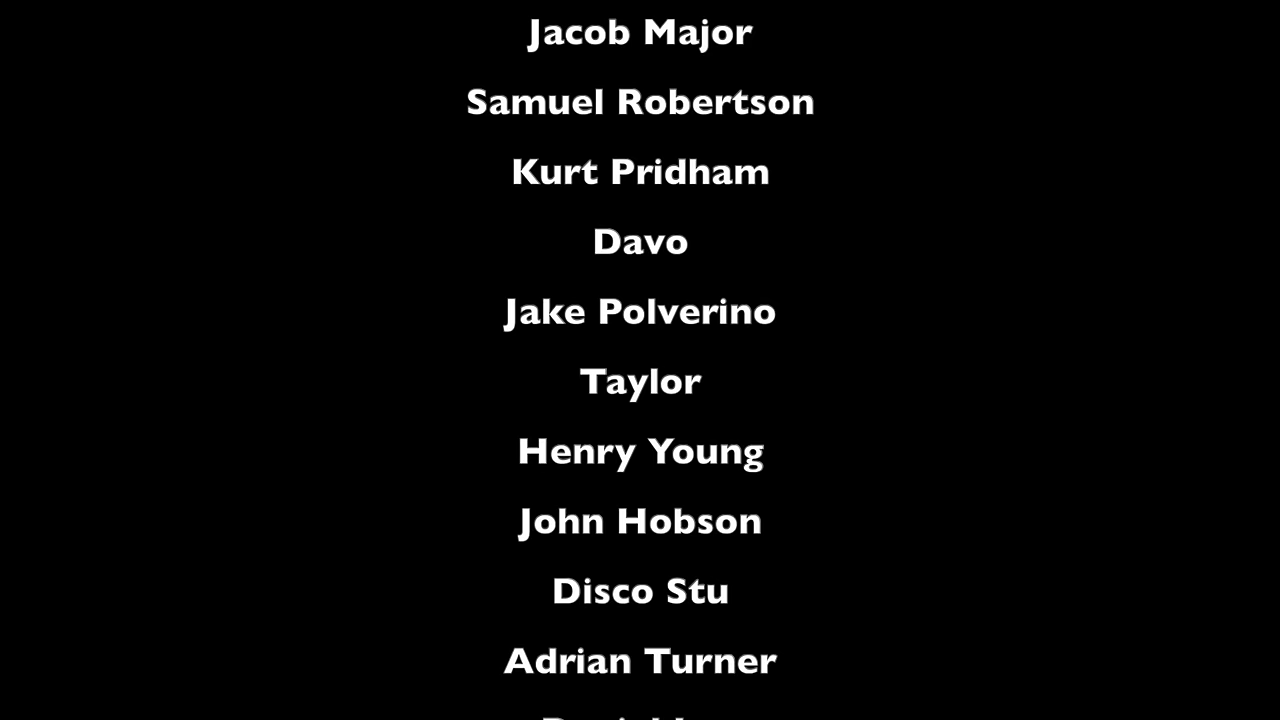 Jacob Major
Samuel Robertson
Kurt Pridham
Davo
Jake Polverino
Taylor
Henry Young
John Hobson
Disco Stu
Adrian Turner